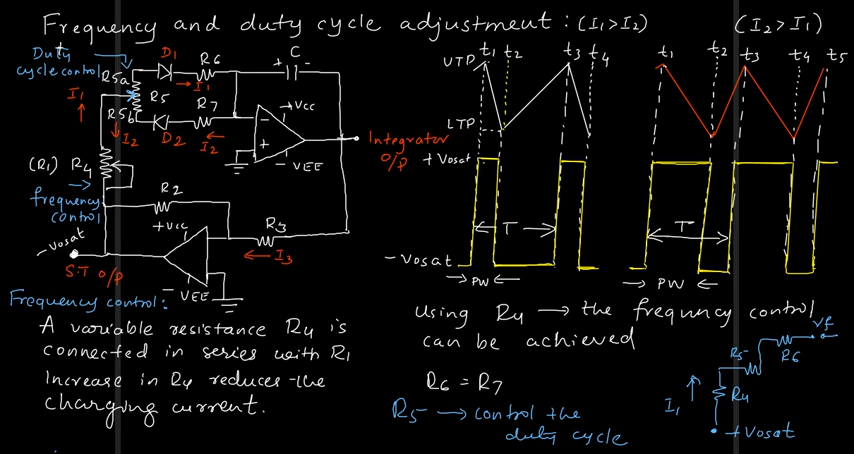 Frequency and duty cycle adjustment : (I1>I2) (I2 > I1)
Duty cycle control
R5a
D1
R6
I1
C
+ -
I1
R5
R5b
D2
R7
I2
I2
+Vcc
-
+
-VEE
Integrator O/P
(R1) R4
frequency control
R2
+Vcc
R3
I3
-Vosat
S.T O/P
-VEE
t1 t2 t3 t4
UTP
LTP
+Vosat
T
-Vosat
PW
t1 t2 t3 t4 t5
T
PW
Frequency control :
A variable resistance R4 is
connected in series with R1
Increase in R4 reduces the
charging current.
Using R4 → the frequency control
can be achieved
R6 = R7
R5 → control the
duty cycle
Vf
R5
R6
I1
R4
+Vosat